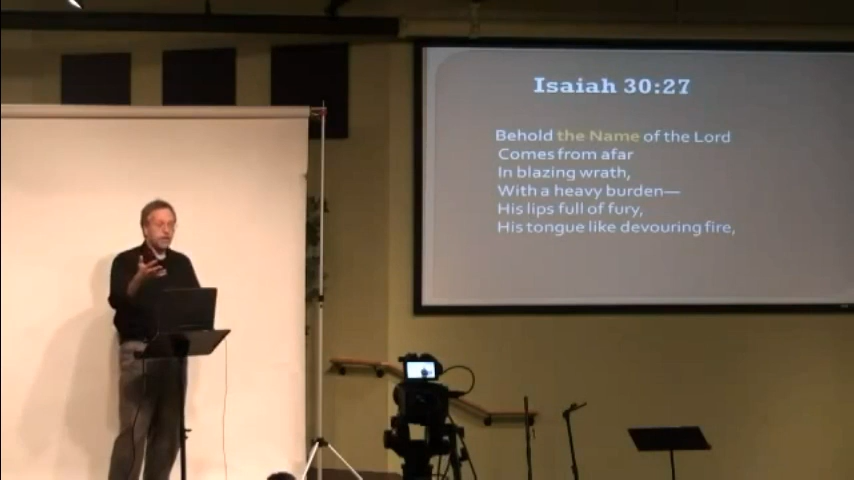 Isaiah 30:27
Behold the Name of the Lord
Comes from afar
In blazing wrath,
With a heavy burden—
His lips full of fury,
His tongue like devouring fire,